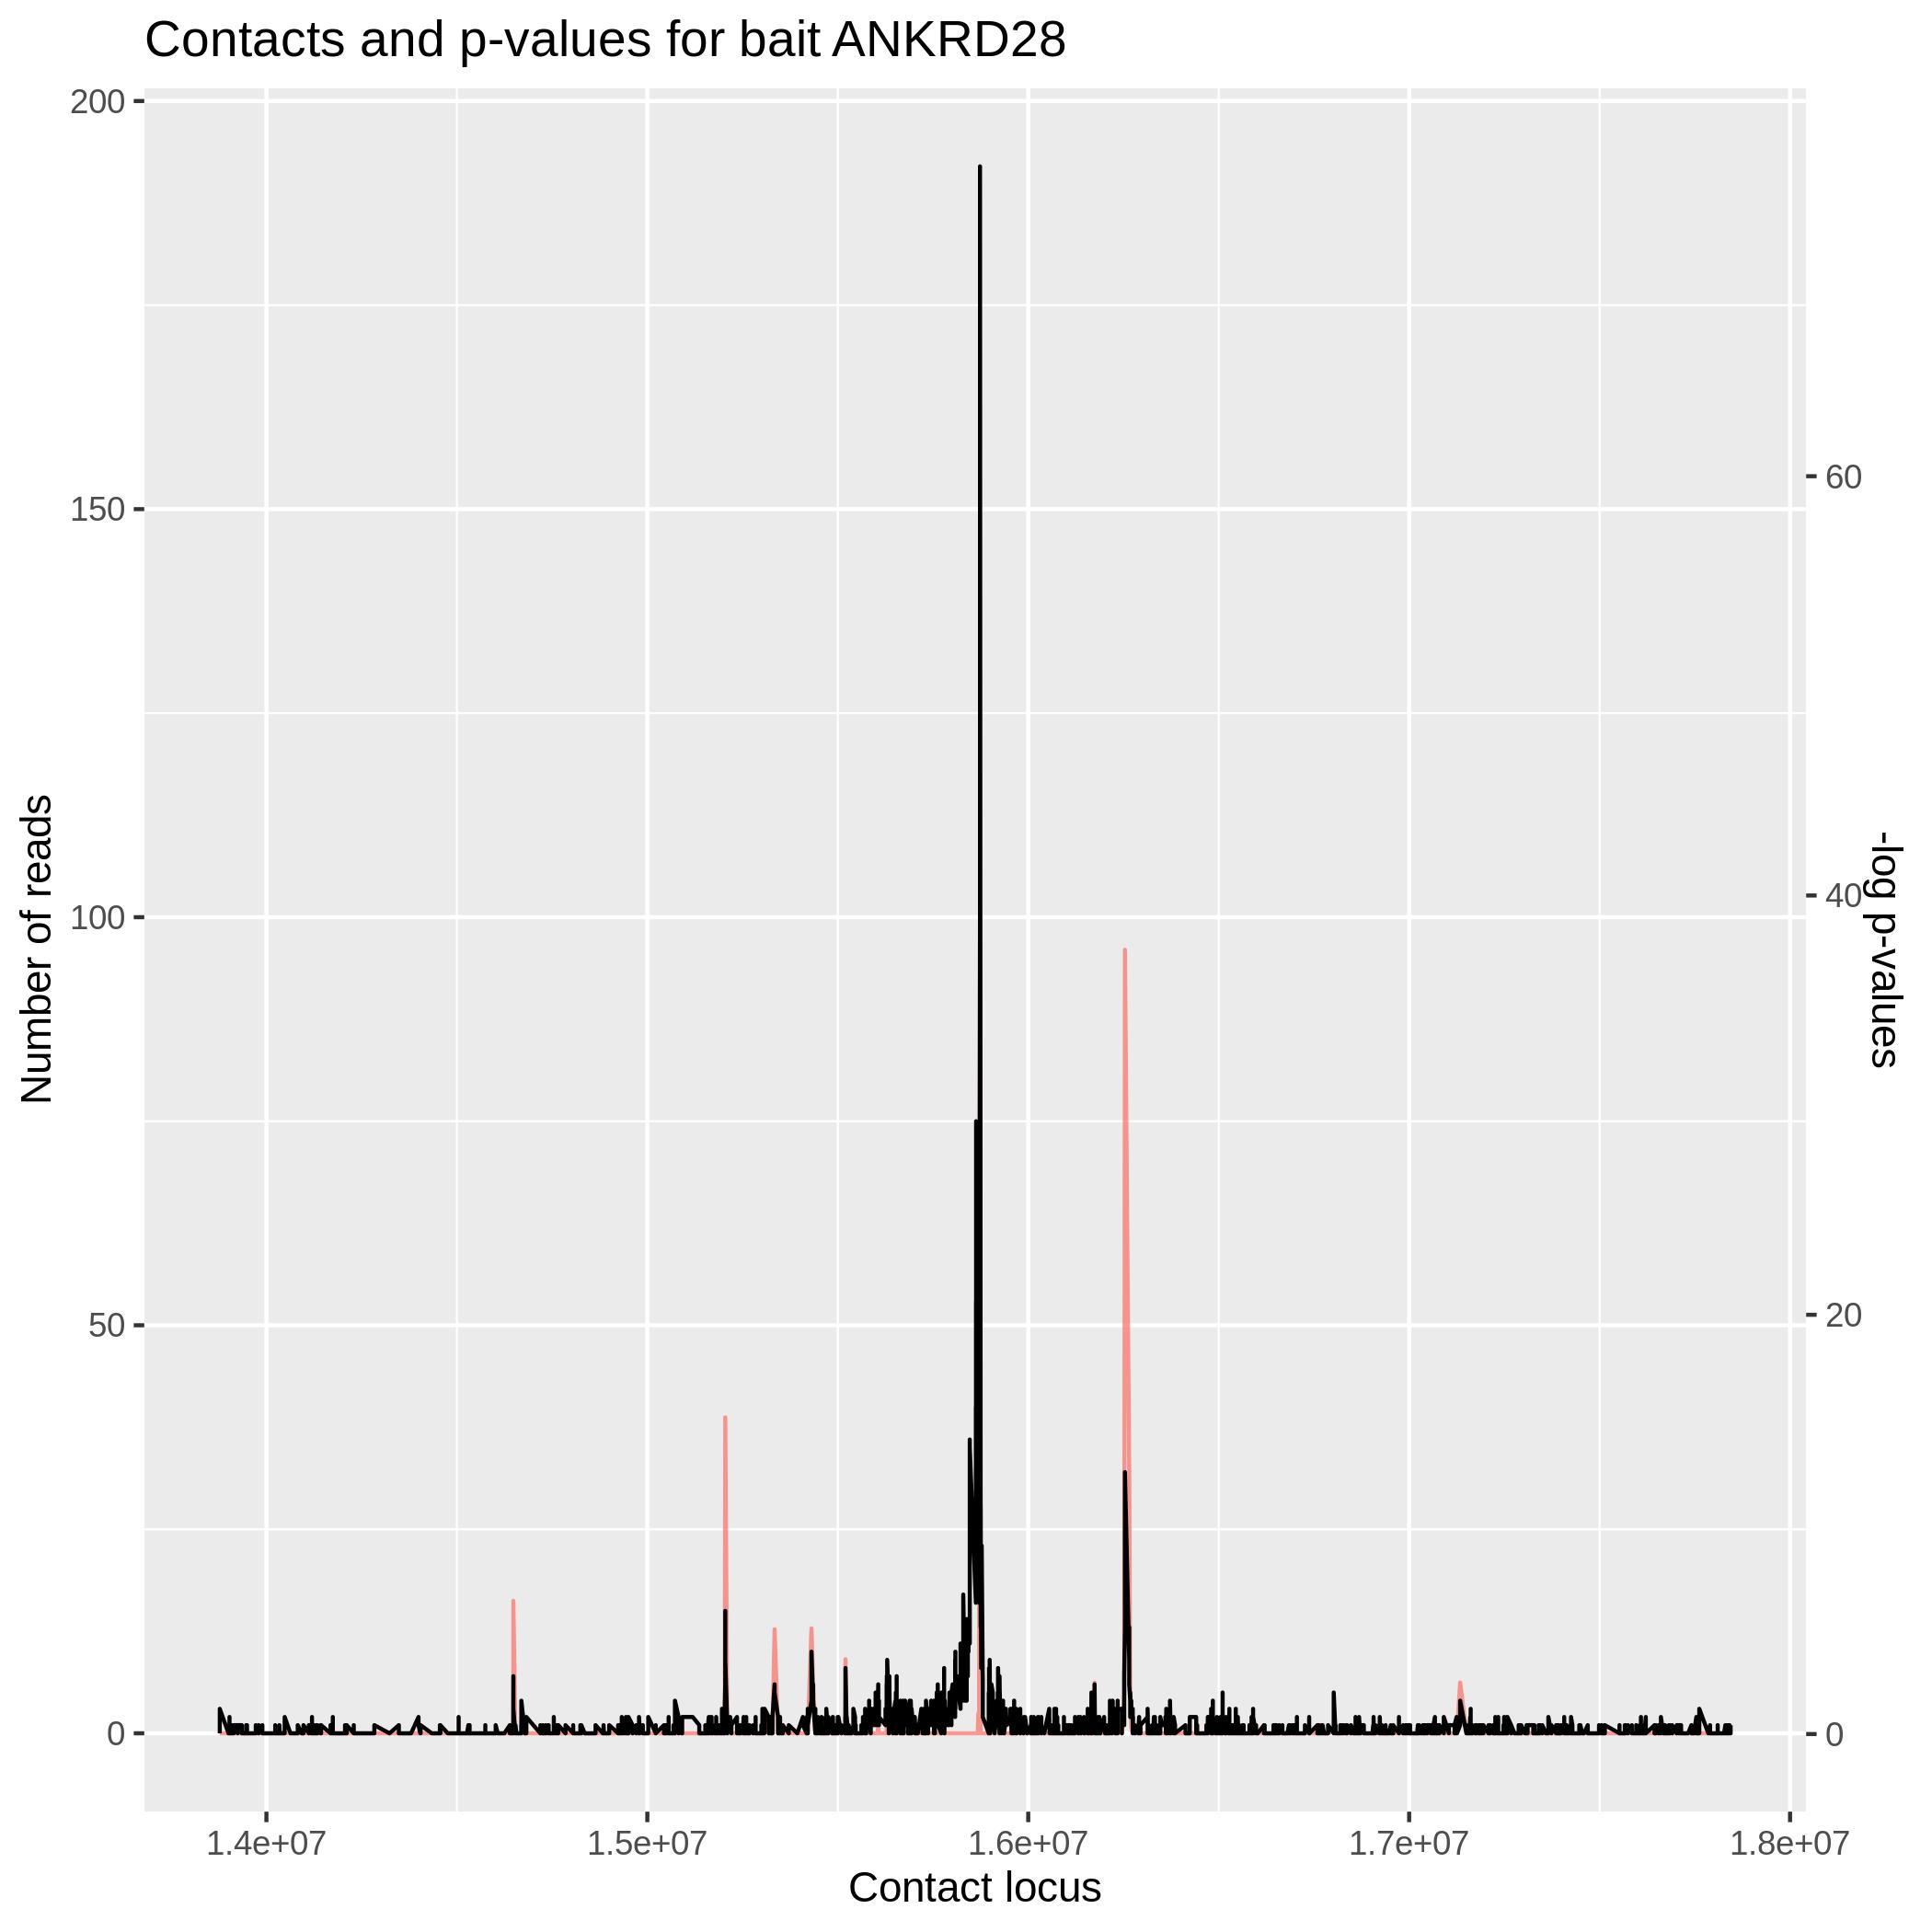 Contacts and p-values for bait ANKRD28
200
150
100
50
0
Number of reads
60
40
20
0
-log p-values
1.4e+07
1.5e+07
1.6e+07
1.7e+07
1.8e+07
Contact locus